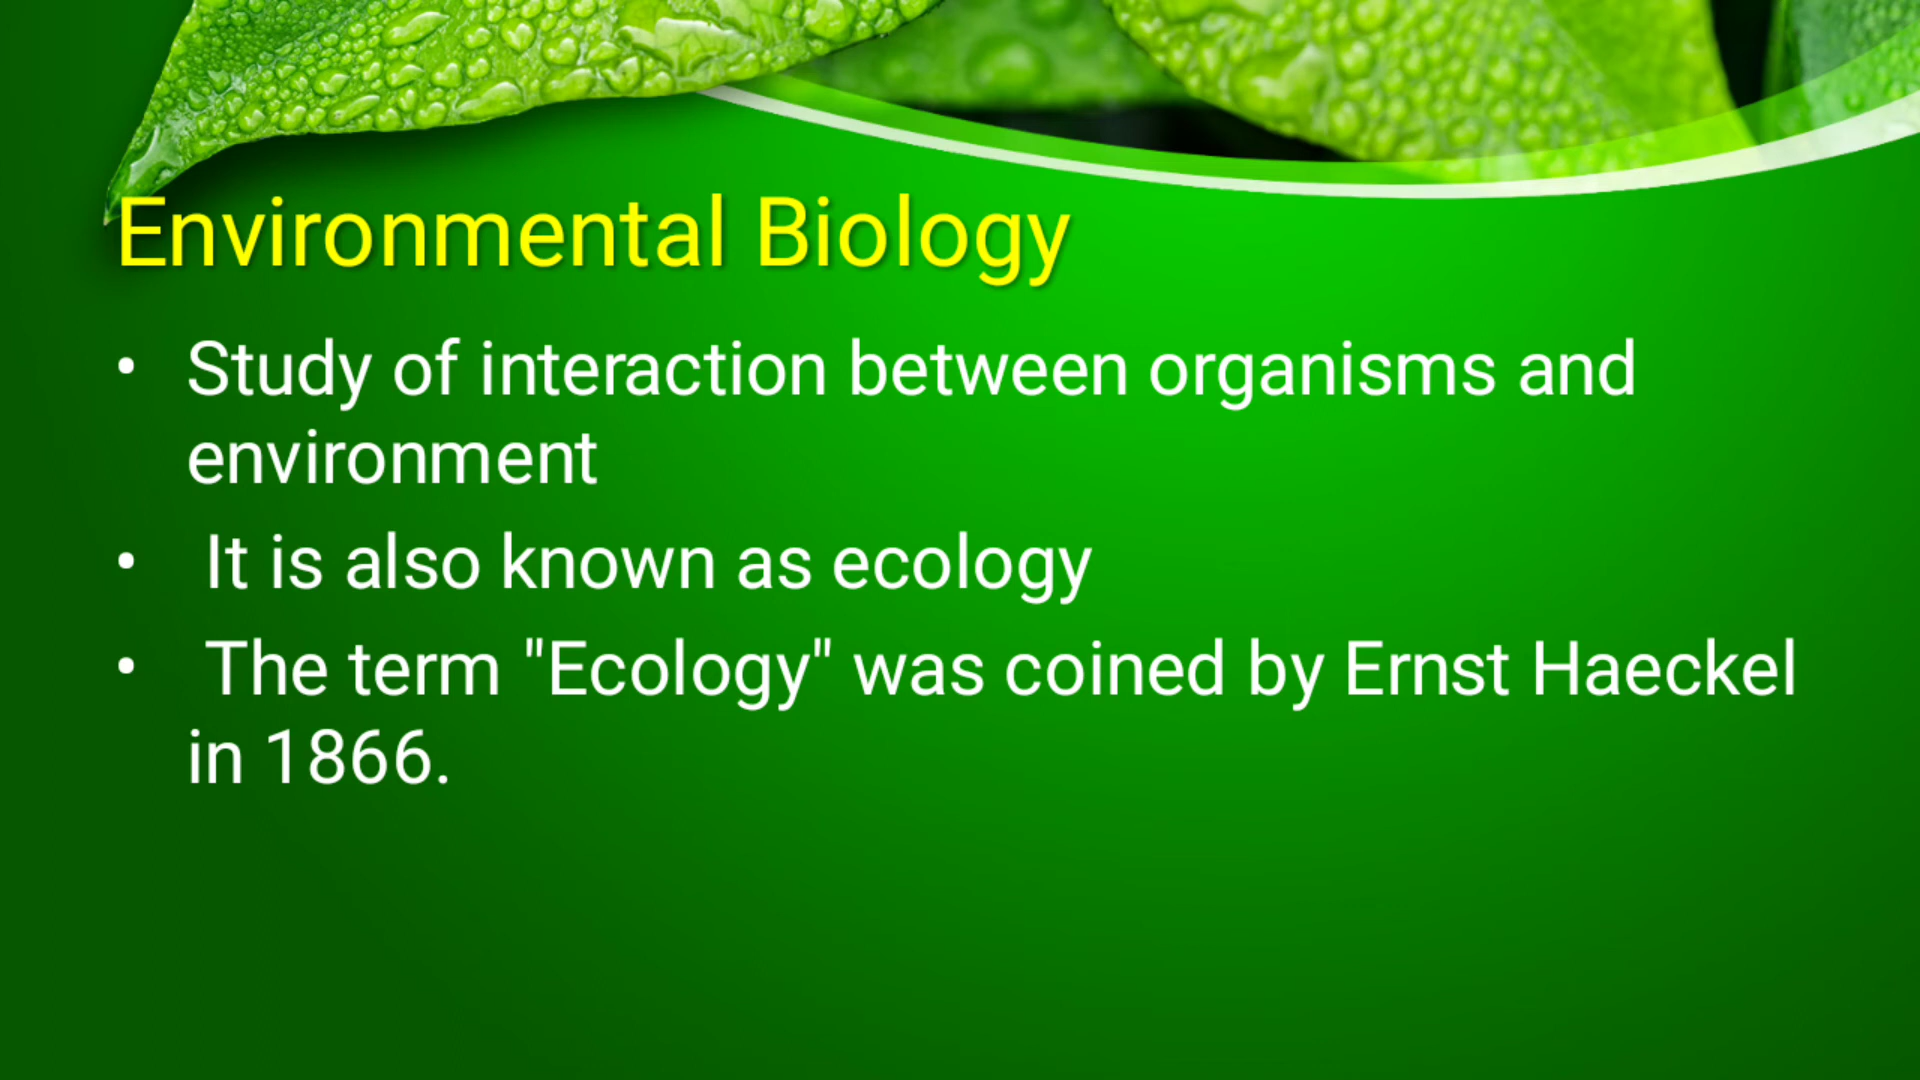 Environmental Biology
• Study of interaction between organisms and
environment
• It is also known as ecology
• The term "Ecology" was coined by Ernst Haeckel
in 1866.